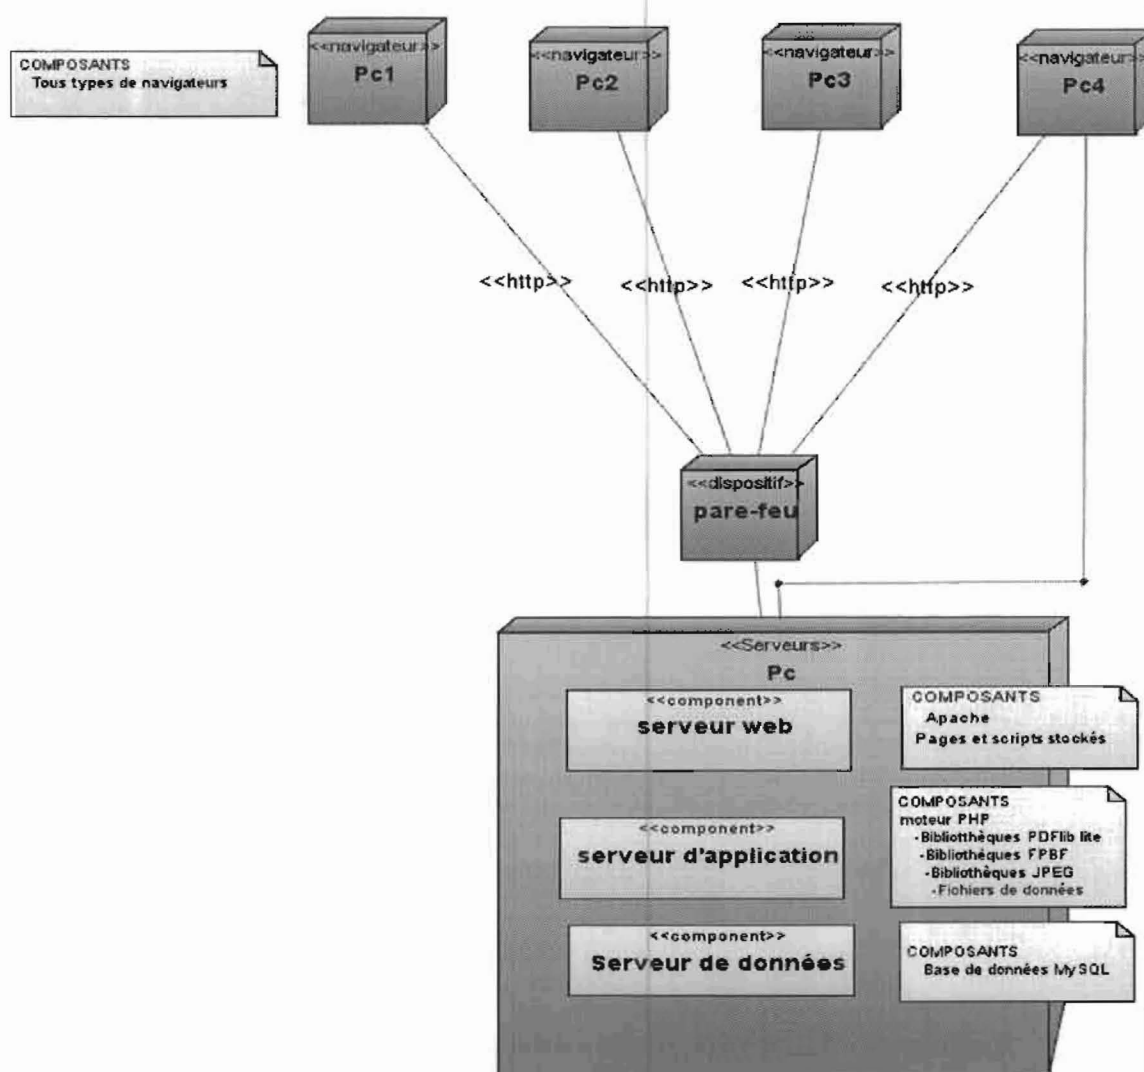 COMPOSANTS
Tous types de navigateurs
<<navigateur>>
Pc1
<<navigateur>>
Pc2
<<navigateur>>
Pc3
<<navigateur>>
Pc4
<<http>>
<<http>>
<<http>>
<<http>>
<<dispositif>>
pare-feu
<<Serveurs>>
Pc
<<component>>
serveur web
COMPOSANTS
Apache
Pages et scripts stockés
<<component>>
serveur d'application
COMPOSANTS
moteur PHP
-Bibliotthèques PDFlib lite
-Bibliothèques FPBF
-Bibliothèques JPEG
-Fichiers de données
<<component>>
Serveur de données
COMPOSANTS
Base de données MySQL